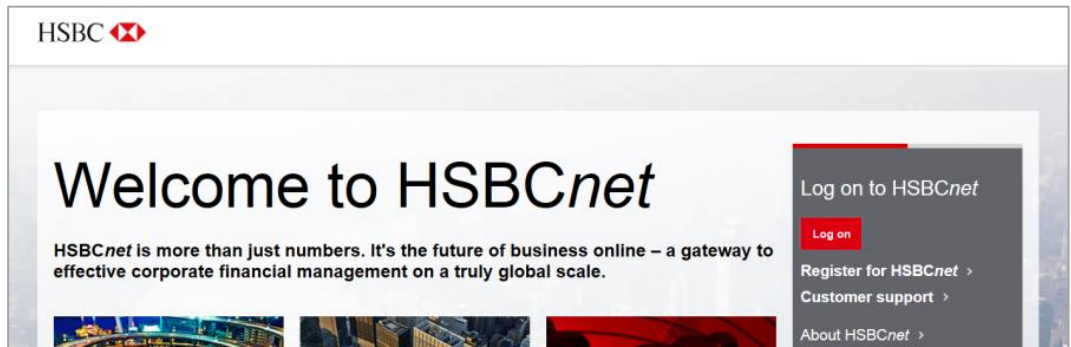 HSBC
Welcome to HSBCnet
HSBCnet is more than just numbers. It's the future of business online – a gateway to
effective corporate financial management on a truly global scale.
Log on to HSBCnet
Log on
Register for HSBCnet >
Customer support >
About HSBCnet >